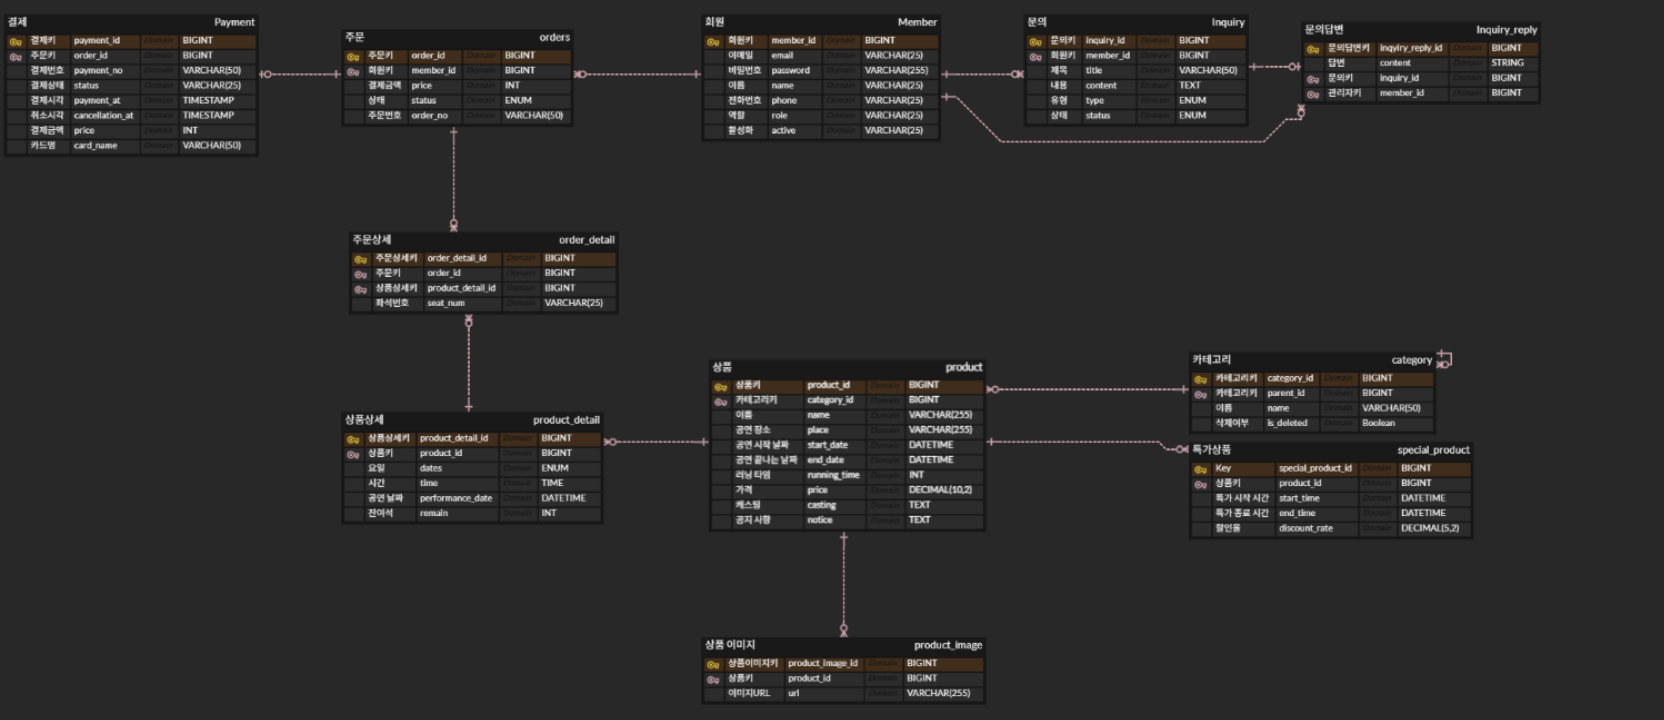 결제 Payment
결제키 payment_id Domain BIGINT
주문키 order_id Domain BIGINT
결제번호 payment_no Domain VARCHAR(50)
결제상태 status Domain VARCHAR(25)
결제시각 payment_at Domain TIMESTAMP
취소시각 cancellation_at Domain TIMESTAMP
결제금액 price Domain INT
카드명 card_name Domain VARCHAR(50)
주문 orders
주문키 order_id Domain BIGINT
회원키 member_id Domain BIGINT
결제금액 price Domain INT
상태 status Domain ENUM
주문번호 order_no Domain VARCHAR(50)
회원 Member
회원키 member_id Domain BIGINT
이메일 email Domain VARCHAR(25)
비밀번호 password Domain VARCHAR(255)
이름 name Domain VARCHAR(25)
전화번호 phone Domain VARCHAR(25)
역할 role Domain VARCHAR(25)
활성화 active Domain VARCHAR(25)
문의 Inquiry
문의키 inquiry_id Domain BIGINT
회원키 member_id Domain BIGINT
제목 title Domain VARCHAR(50)
내용 content Domain TEXT
유형 type Domain ENUM
상태 status Domain ENUM
문의답변 Inquiry_reply
문의답변키 inqyiry_reply_id Domain BIGINT
답변 content Domain STRING
문의키 inquiry_id Domain BIGINT
관리자키 member_id Domain BIGINT
주문상세 order_detail
주문상세키 order_detail_id Domain BIGINT
주문키 order_id Domain BIGINT
상품상세키 product_detail_id Domain BIGINT
좌석번호 seat_num Domain VARCHAR(25)
상품상세 product_detail
상품상세키 product_detail_id Domain BIGINT
상품키 product_id Domain BIGINT
요일 dates Domain ENUM
시간 time Domain TIME
공연 날짜 performance_date Domain DATETIME
잔여석 remain Domain INT
상품 product
상품키 product_id Domain BIGINT
카테고리키 category_id Domain BIGINT
이름 name Domain VARCHAR(255)
공연 장소 place Domain VARCHAR(255)
공연 시작 날짜 start_date Domain DATETIME
공연 끝나는 날짜 end_date Domain DATETIME
러닝 타임 running_time Domain INT
가격 price Domain DECIMAL(10,2)
캐스팅 casting Domain TEXT
공지 사항 notice Domain TEXT
카테고리 category
카테고리키 category_id Domain BIGINT
카테고리키 parent_id Domain BIGINT
이름 name Domain VARCHAR(50)
삭제여부 is_deleted Domain Boolean
특가상품 special_product
Key special_product_id Domain BIGINT
상품키 product_id Domain BIGINT
특가 시작 시간 start_time Domain DATETIME
특가 종료 시간 end_time Domain DATETIME
할인율 discount_rate Domain DECIMAL(5,2)
상품 이미지 product_image
상품이미지키 product_image_id Domain BIGINT
상품키 product_id Domain BIGINT
이미지URL url Domain VARCHAR(255)